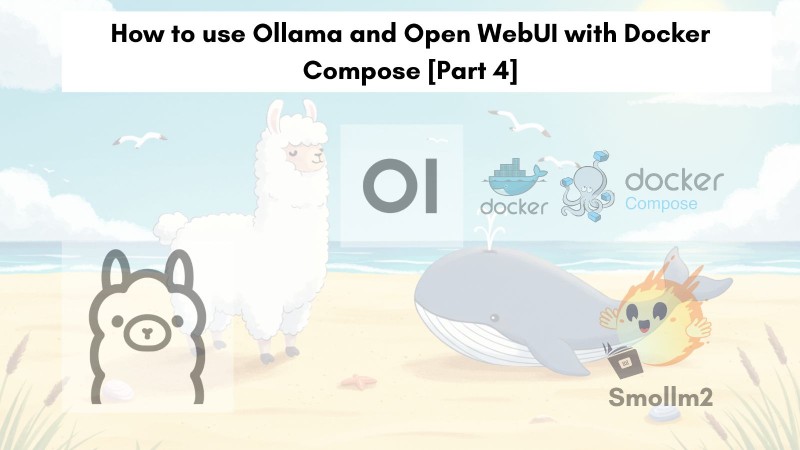 How to use Ollama and Open WebUI with Docker
Compose [Part 4]
OI
docker
docker
Compose
Smollm2